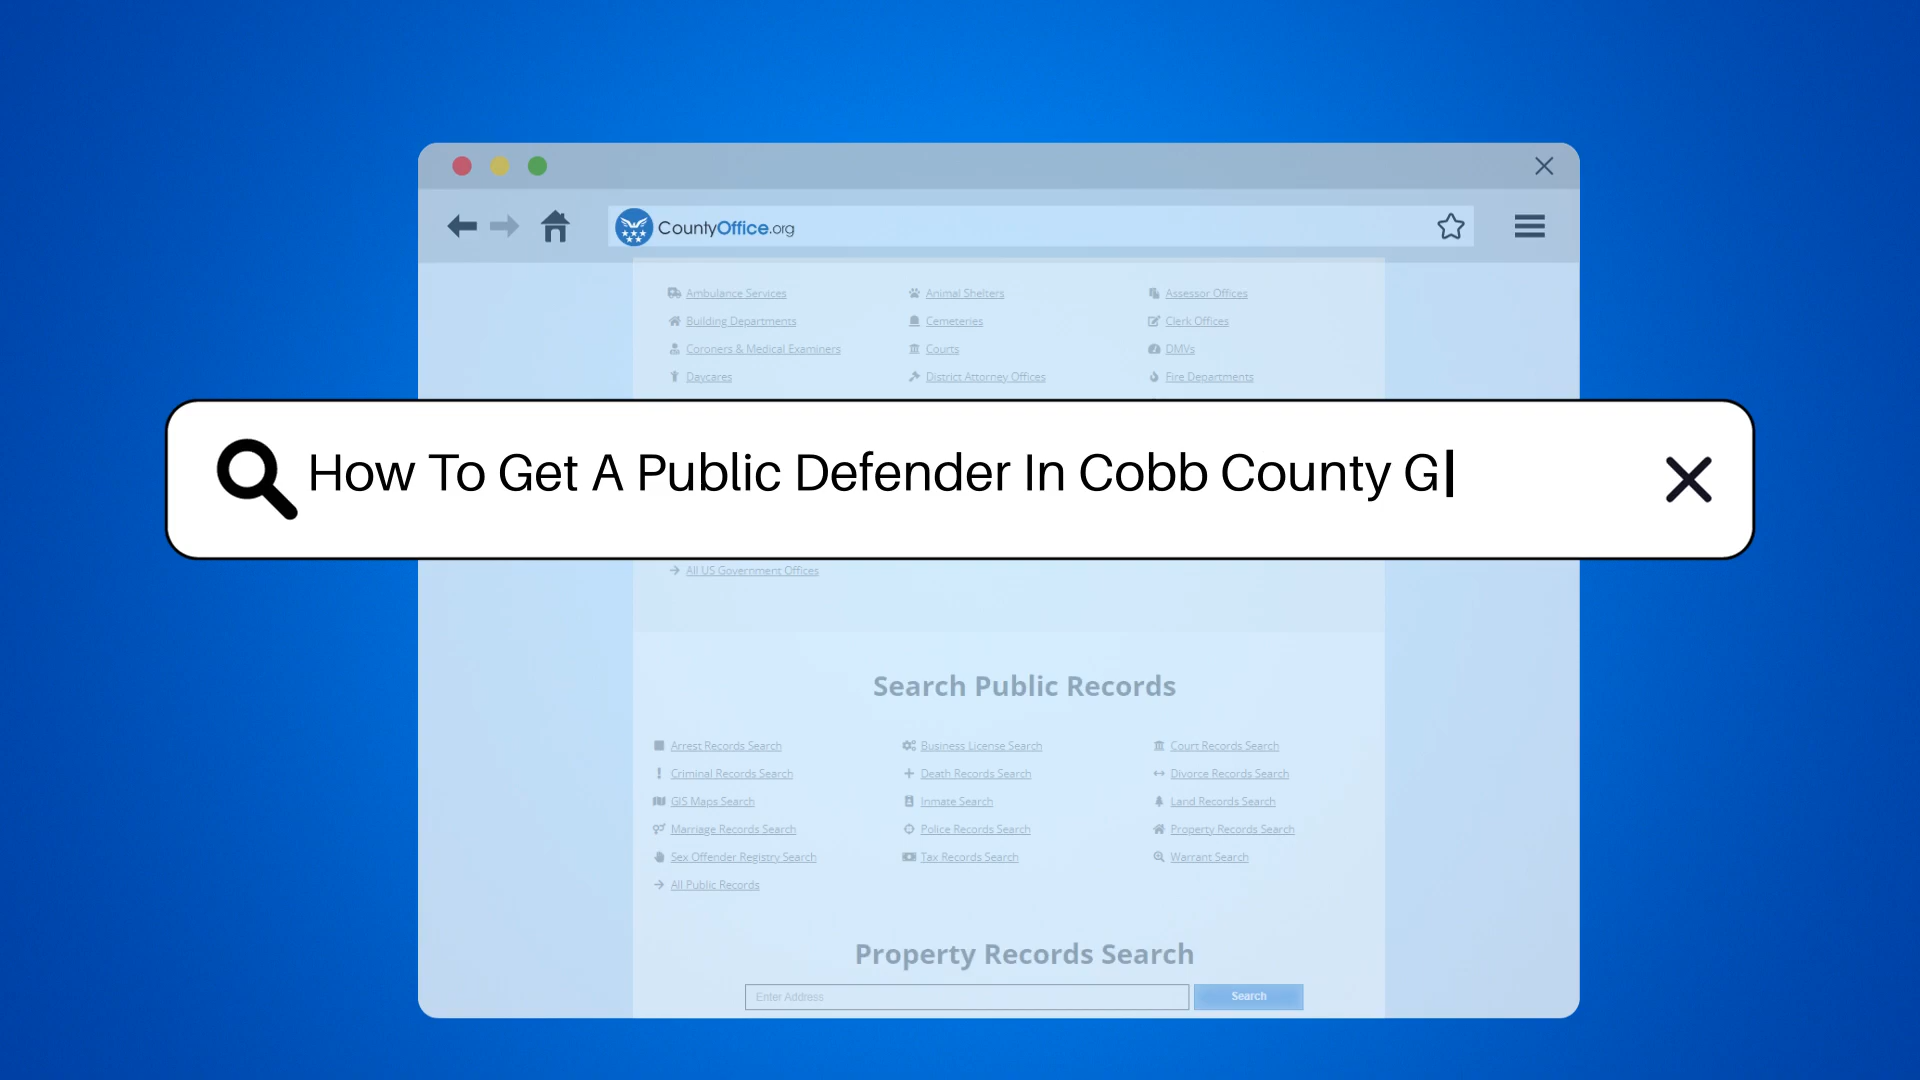 CountyOffice.org
Ambulance Services Animal Shelters Assessor Offices
Building Departments Cemeteries Clerk Offices
Coroners & Medical Examiners Courts DMVs
Daycares District Attorney Offices Fire Departments
How To Get A Public Defender In Cobb County G
All US Government Offices
Search Public Records
Arrest Records Search Business License Search Court Records Search
Criminal Records Search Death Records Search Divorce Records Search
GIS Maps Search Inmate Search Land Records Search
Marriage Records Search Police Records Search Property Records Search
Sex Offender Registry Search Tax Records Search Warrant Search
All Public Records
Property Records Search
Enter Address Search